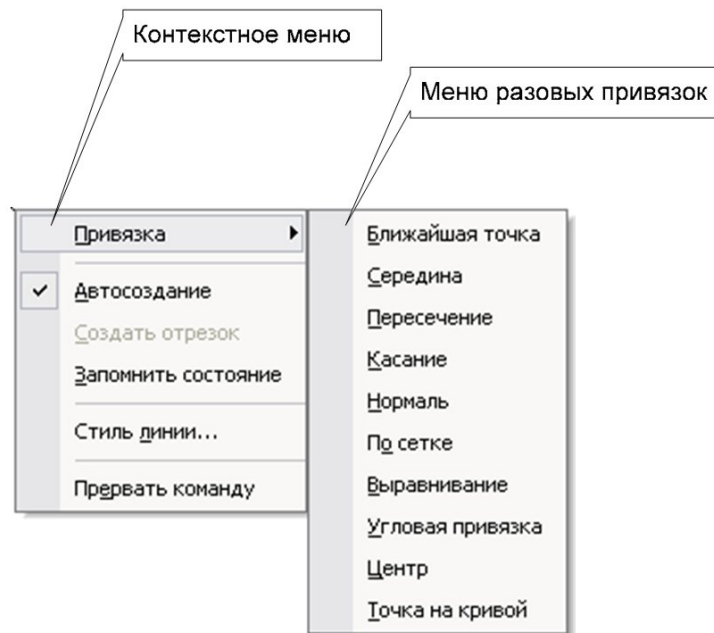 Контекстное меню
Меню разовых привязок
Привязка
Автосоздание
Создать отрезок
Запомнить состояние
Стиль линии...
Прервать команду
Ближайшая точка
Середина
Пересечение
Касание
Нормаль
По сетке
Выравнивание
Угловая привязка
Центр
Точка на кривой